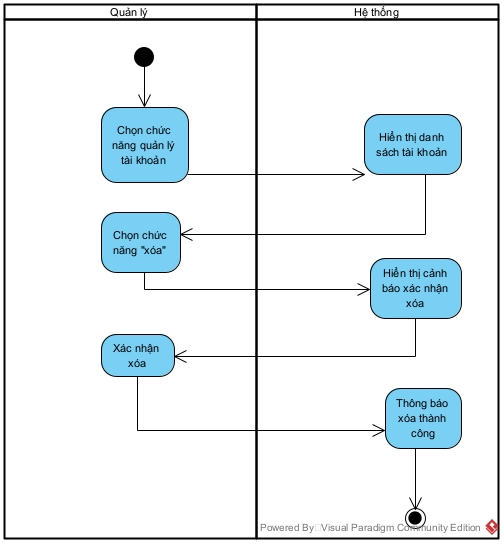 Quản lý
Hệ thống
Chọn chức
năng quản lý
tài khoản
Hiển thị danh
sách tài khoản
Chọn chức
năng "xóa"
Hiển thị cảnh
báo xác nhận
xóa
Xác nhận
xóa
Thông báo
xóa thành
công
Powered By Visual Paradigm Community Edition